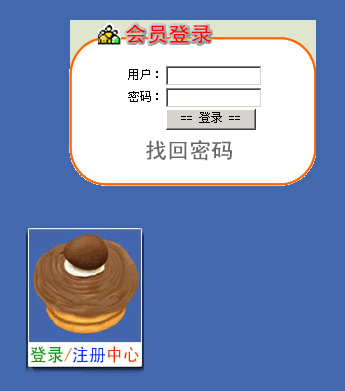 会员登录
用户：
密码：
== 登录 ==
找回密码
登录/注册中心